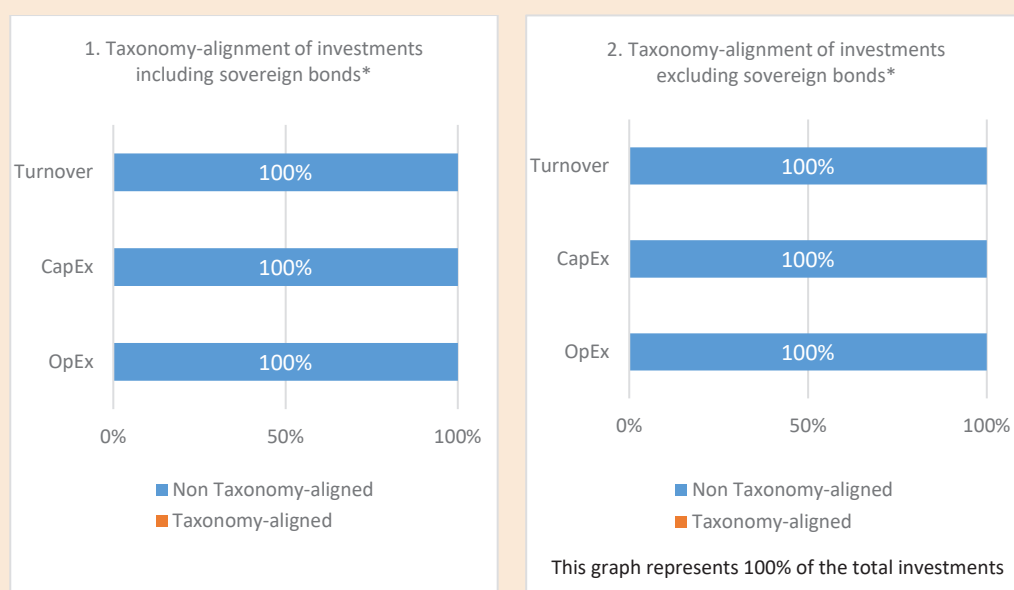 1. Taxonomy-alignment of investments
including sovereign bonds*
Turnover
100%
CapEx
100%
OpEx
100%
0%
50%
100%
Non Taxonomy-aligned
Taxonomy-aligned
2. Taxonomy-alignment of investments
excluding sovereign bonds*
Turnover
100%
CapEx
100%
OpEx
100%
0%
50%
100%
Non Taxonomy-aligned
Taxonomy-aligned
This graph represents 100% of the total investments